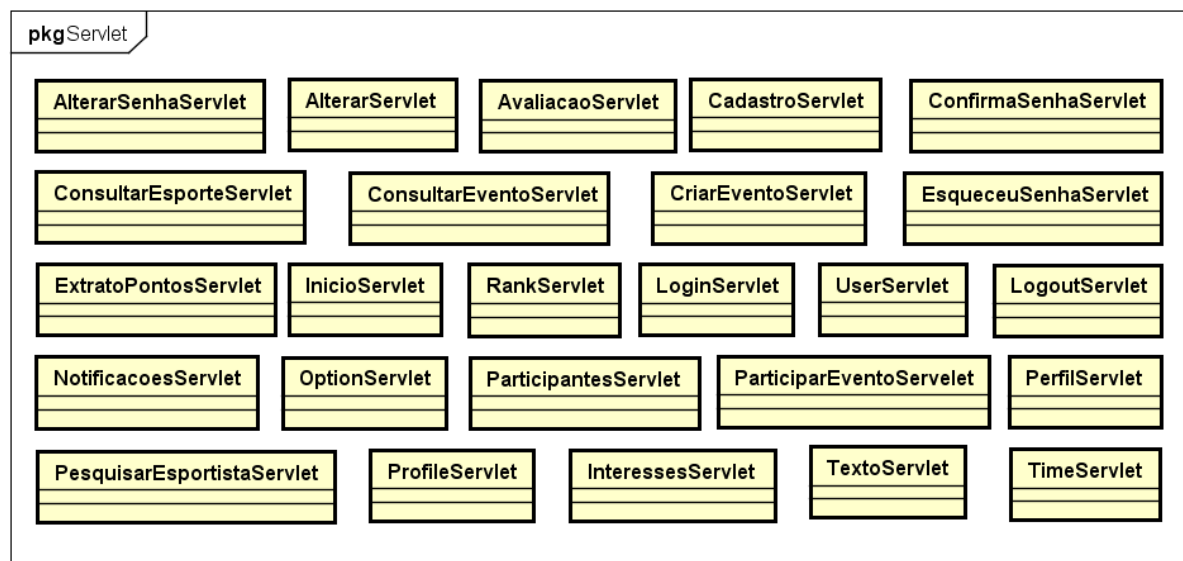 pkgServlet
AlterarSenhaServlet AlterarServlet AvaliacaoServlet CadastroServlet ConfirmaSenhaServlet
ConsultarEsporteServlet ConsultarEventoServlet CriarEventoServlet EsqueceuSenhaServlet
ExtratoPontosServlet InicioServlet RankServlet LoginServlet UserServlet LogoutServlet
NotificacoesServlet OptionServlet ParticipantesServlet ParticiparEventoServelet PerfilServlet
PesquisarEsportistaServlet ProfileServlet InteressesServlet TextoServlet TimeServlet